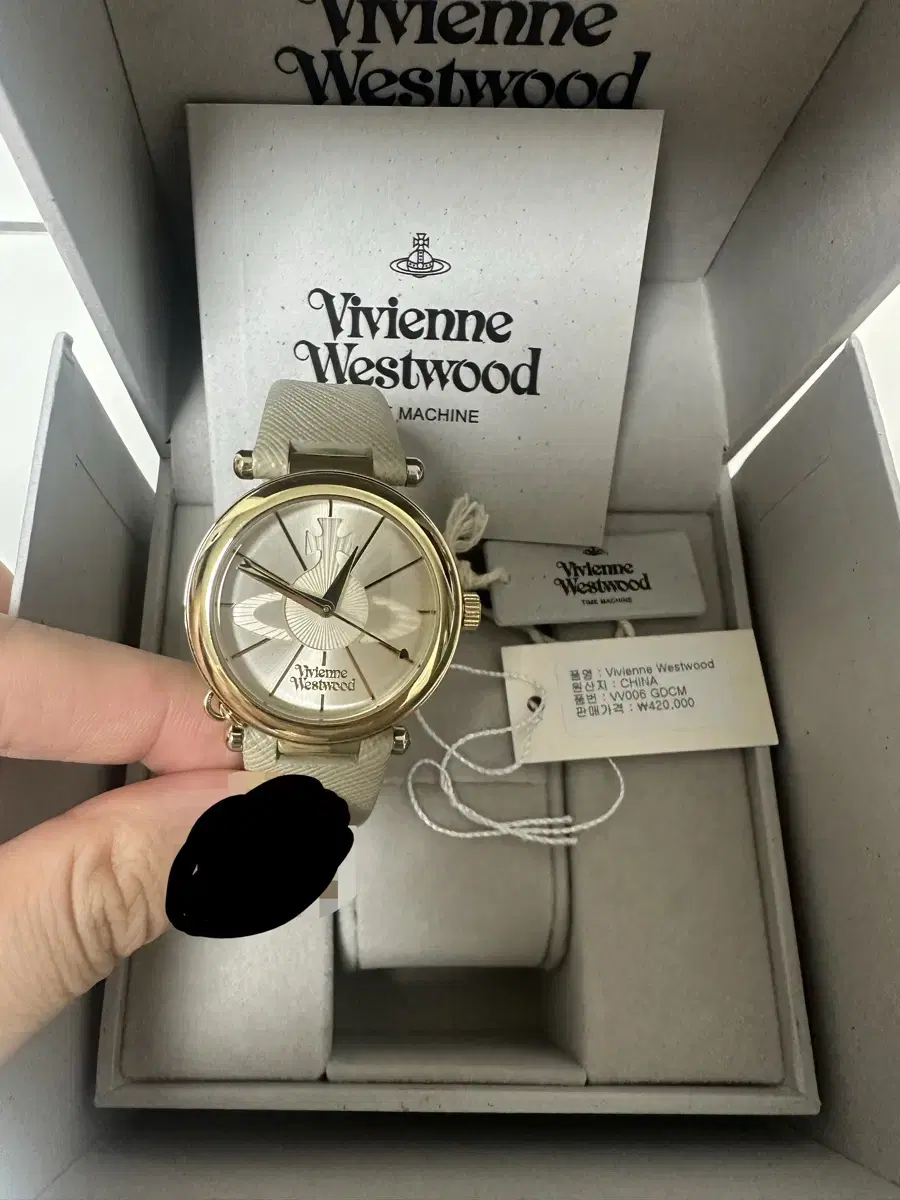 Vivienne
Westwood
Vivienne
Westwood
MACHINE
Vivienne
Westwood
TIME MACHINE
품명 : Vivienne Westwood
원산지 : CHINA
품번 : VV006 GDCM
판매가격 : ₩420,000
Vivienne
Westwood